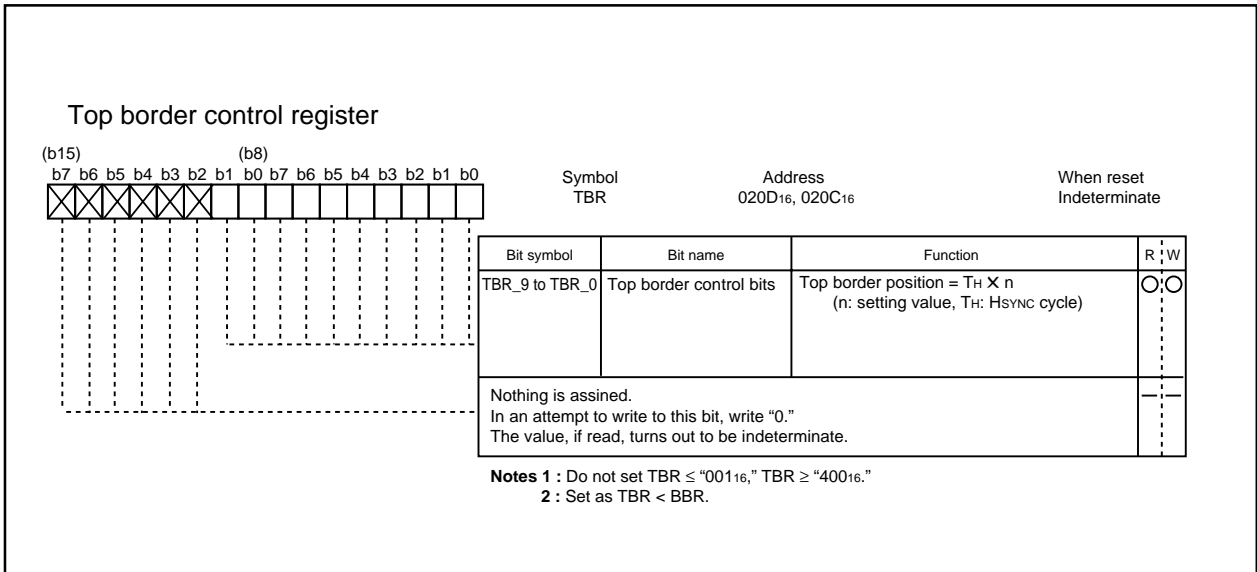 Top border control register
(b15) (b8)
b7 b6 b5 b4 b3 b2 b1 b0 b7 b6 b5 b4 b3 b2 b1 b0
Symbol Address When reset
TBR 020D16, 020C16 Indeterminate
Bit symbol Bit name Function R W
TBR_9 to TBR_0 Top border control bits Top border position = TH X n
(n: setting value, TH: HSYNC cycle)
Nothing is assined.
In an attempt to write to this bit, write “0.”
The value, if read, turns out to be indeterminate.
Notes 1 : Do not set TBR ≤ “00116,” TBR ≥ “40016.”
2 : Set as TBR < BBR.